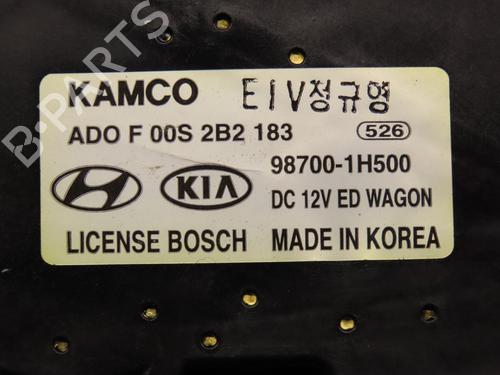 KAMCO EIV정규영
ADO F 00S 2B2 183 526
98700-1H500
KIA DC 12V ED WAGON
LICENSE BOSCH MADE IN KOREA
B-PARTS